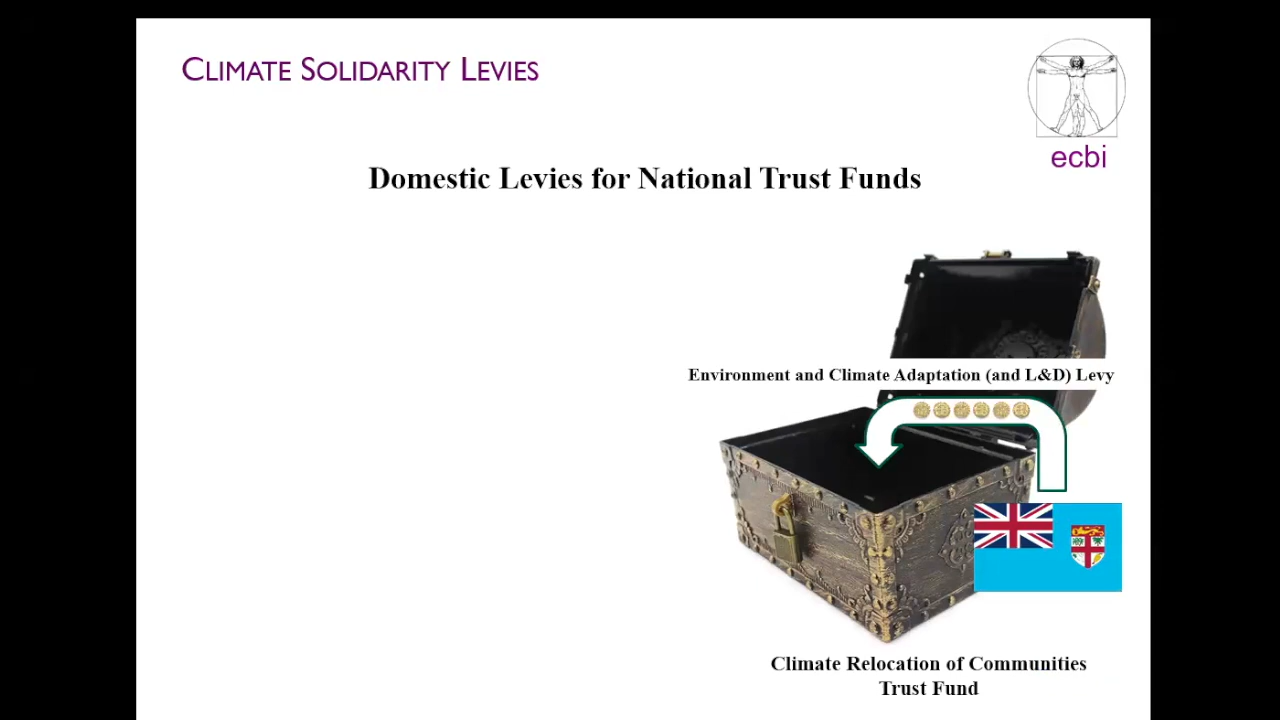 CLIMATE SOLIDARITY LEVIES
ecbi
Domestic Levies for National Trust Funds
Environment and Climate Adaptation (and L&D) Levy
Climate Relocation of Communities
Trust Fund